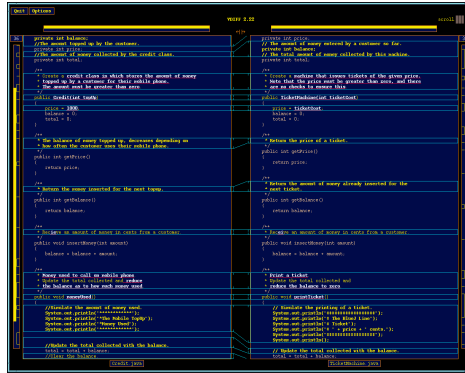 Quit Options
VDIFF 2.22
scroll
private int balance;
//The amount topped up by the customer.
private int price;
//The amount of money collected by the credit class.
private int total;
/**
* Create a credit class which stores the amount of money
* topped up by a customer for their mobile phone.
* The amount must be greater than zero
*/
public Credit(int topUp)
{
price = 1000;
balance = 0;
total = 0;
}
/**
* The balance of money topped up, decreases depending on
* how often the customer uses their mobile phone.
*/
public int getPrice()
{
return price;
}
/**
* Return the money inserted for the next topup.
*/
public int getBalance()
{
return balance;
}
/**
* Recieve an amount of money in cents from a customer.
*/
public void insertMoney(int amount)
{
balance = balance + amount;
}
/**
* Money used to call on mobile phone
* Update the total collected and reduce
* the balance as to how much money used
*/
public void moneyUsed()
{
//Simulate the amount of money used.
System.out.println("************");
System.out.println("*The Mobile TopUp");
System.out.println("*Money Used");
System.out.println("************");
//Update the total collected with the balance.
total = total + balance;
//Clear the balance
Credit.java
private int price;
// The amount of money entered by a customer so far.
private int balance;
// The total amount of money collected by this machine.
private int total;
/**
* Create a machine that issues tickets of the given price.
* Note that the price must be greater than zero, and there
* are no checks to ensure this
*/
public TicketMachine(int ticketCost)
{
price = ticketCost;
balance = 0;
total = 0;
}
/**
* Return the price of a ticket.
*/
public int getPrice()
{
return price;
}
/**
* Return the amount of money already inserted for the
* next ticket.
*/
public int getBalance()
{
return balance;
}
/**
* Receive an amount of money in cents from a customer
*/
public void insertMoney(int amount)
{
balance = balance + amount;
}
/**
* Print a ticket
* Update the total collected and
* reduce the balance to zero
*/
public void printTicket()
{
// Simulate the printing of a ticket.
System.out.println("##################");
System.out.println("# The BlueJ Line");
System.out.println("# Ticket");
System.out.println("# " + price + " cents.");
System.out.println("##################");
System.out.println();
// Update the total collected with the balance.
total = total + balance;
TicketMachine.java